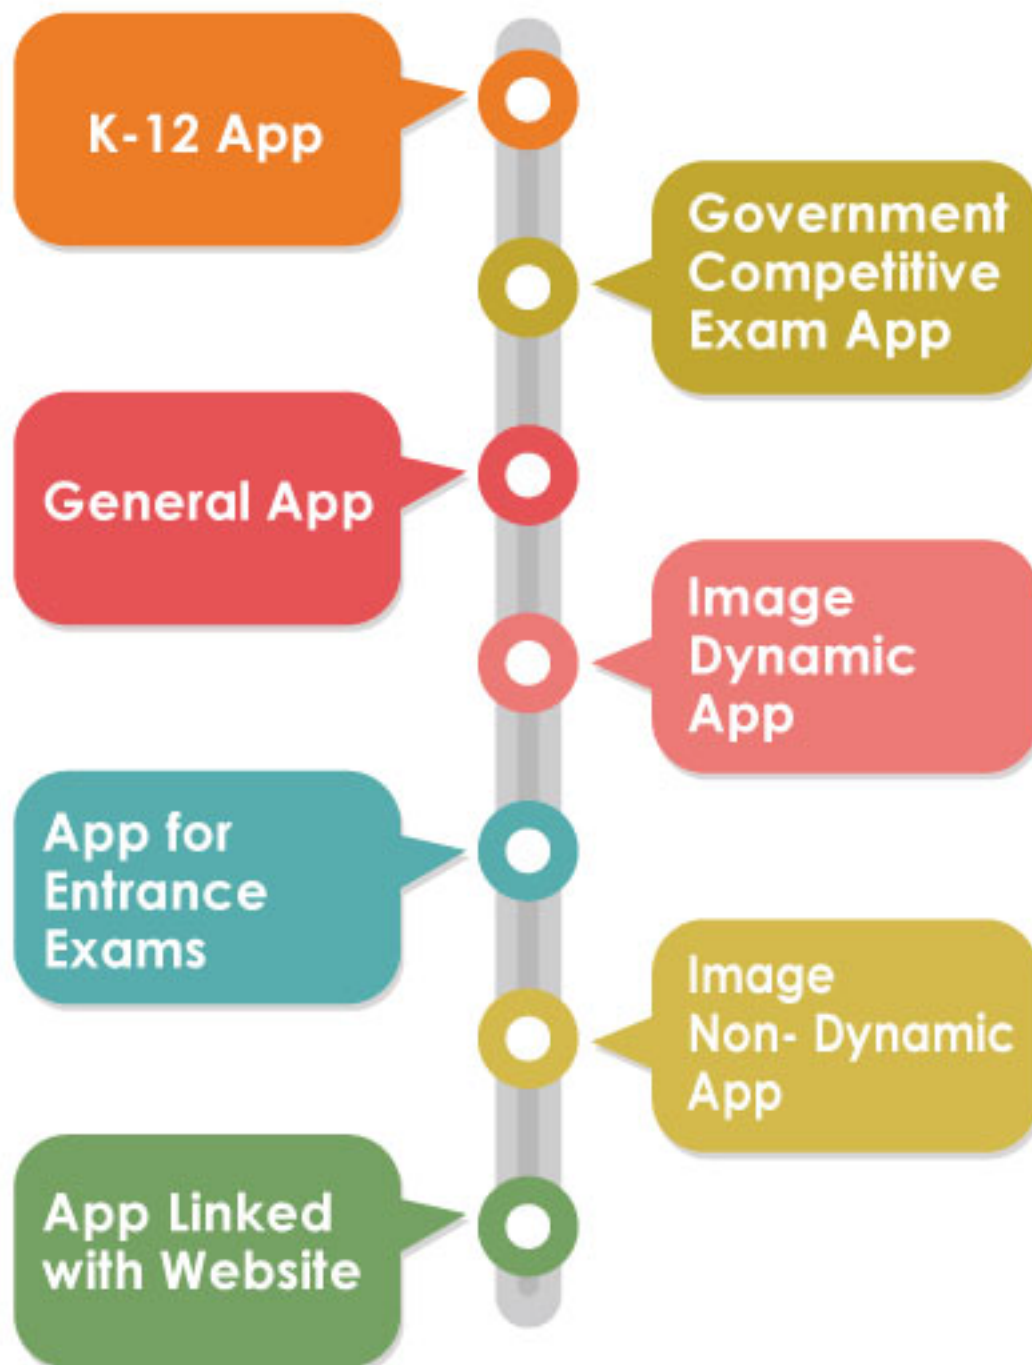 K-12 App
Government
Competitive
Exam App
General App
Image
Dynamic
App
App for
Entrance
Exams
Image
Non- Dynamic
App
App Linked
with Website